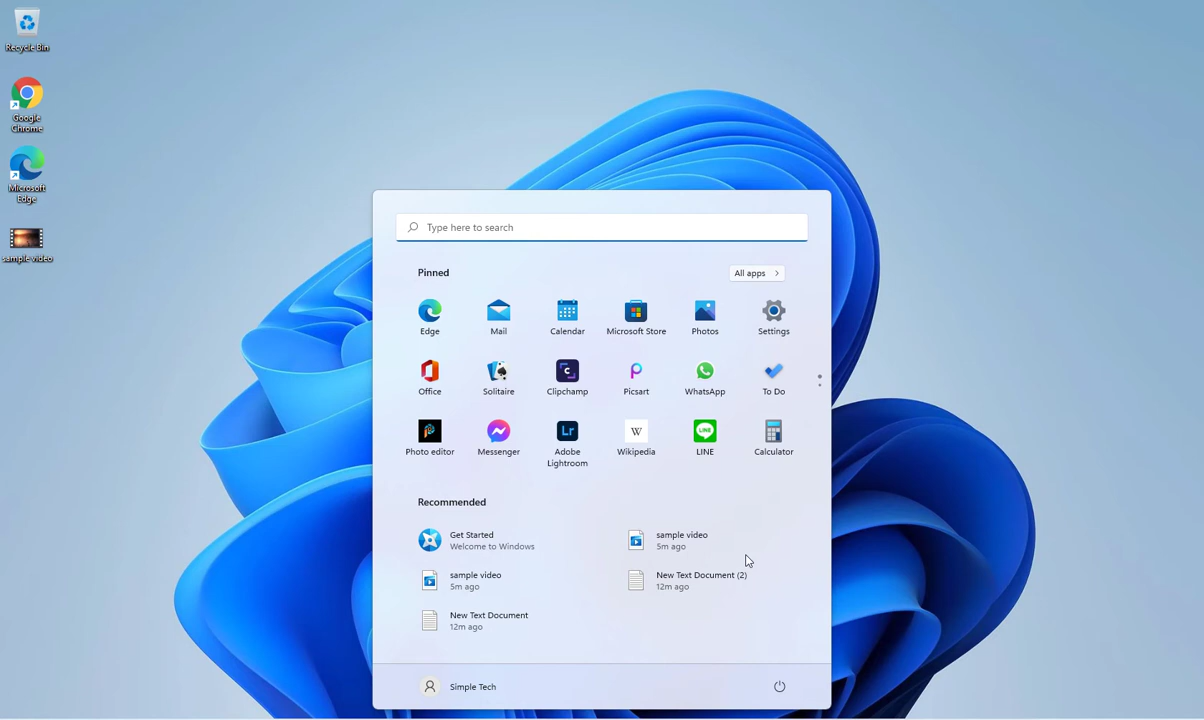 Recycle Bin
Google
Chrome
Microsoft
Edge
sample video
Type here to search
Pinned
All apps
Edge
Mail
Calendar
Microsoft Store
Photos
Settings
Office
Solitaire
Clipchamp
Picsart
WhatsApp
To Do
Photo editor
Messenger
Lr
Adobe
Lightroom
W
Wikipedia
LINE
LINE
Calculator
Recommended
Get Started
Welcome to Windows
sample video
5m ago
sample video
5m ago
New Text Document (2)
12m ago
New Text Document
12m ago
Simple Tech